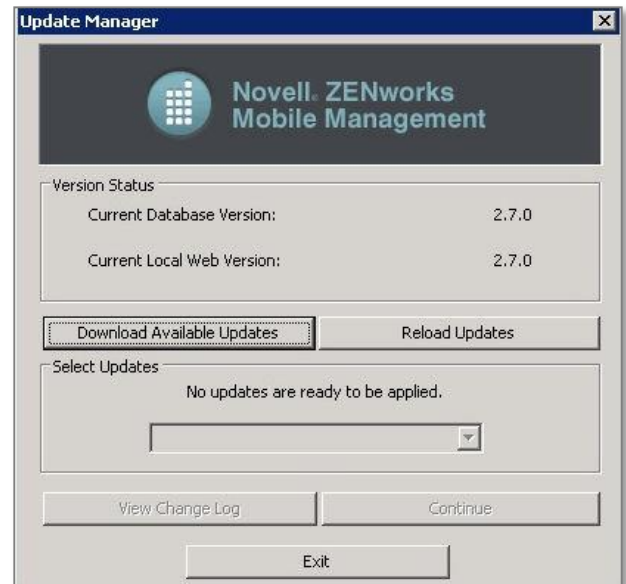 Update Manager
Novell® ZENworks
Mobile Management
Version Status
Current Database Version: 2.7.0
Current Local Web Version: 2.7.0
Download Available Updates Reload Updates
Select Updates
No updates are ready to be applied.
View Change Log Continue
Exit